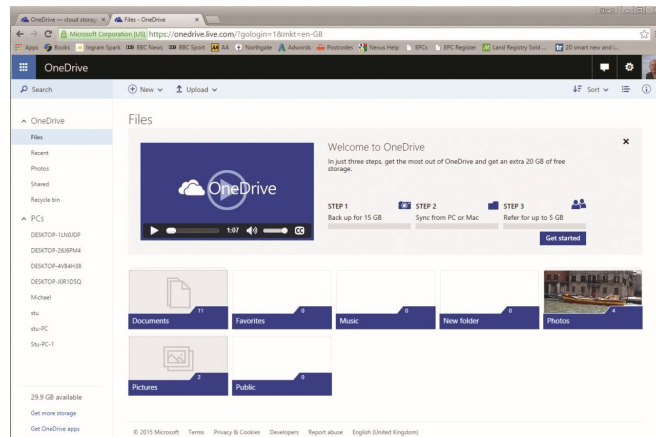 OneDrive — cloud storag
Files - OneDrive
Microsoft Corporation [US] https://onedrive.live.com/?gologin=1&mkt=en-GB
Apps Books Ingram Spark BBC News BBC Sport AA Northgate Adwords Postcodes Nexus Help EPCs EPC Register Land Registry Sold ... 20 smart new and i...
OneDrive
Search
New
Upload
Sort
OneDrive
Files
Recent
Photos
Shared
Recycle bin
PCs
DESKTOP-1LN0JDP
DESKTOP-26J6PM4
DESKTOP-4V84H38
DESKTOP-J0R1DSQ
Michael
stu
stu-PC
Stu-PC-1
29.9 GB available
Get more storage
Get OneDrive apps
Files
OneDrive
1:07
CC
Welcome to OneDrive
In just three steps, get the most out of OneDrive and get an extra 20 GB of free
storage.
STEP 1
Back up for 15 GB
STEP 2
Sync from PC or Mac
STEP 3
Refer for up to 5 GB
Get started
Documents 11
Favorites 0
Music 0
New folder 0
Photos 4
Pictures 2
Public 0
© 2015 Microsoft Terms Privacy & Cookies Developers Report abuse English (United Kingdom)